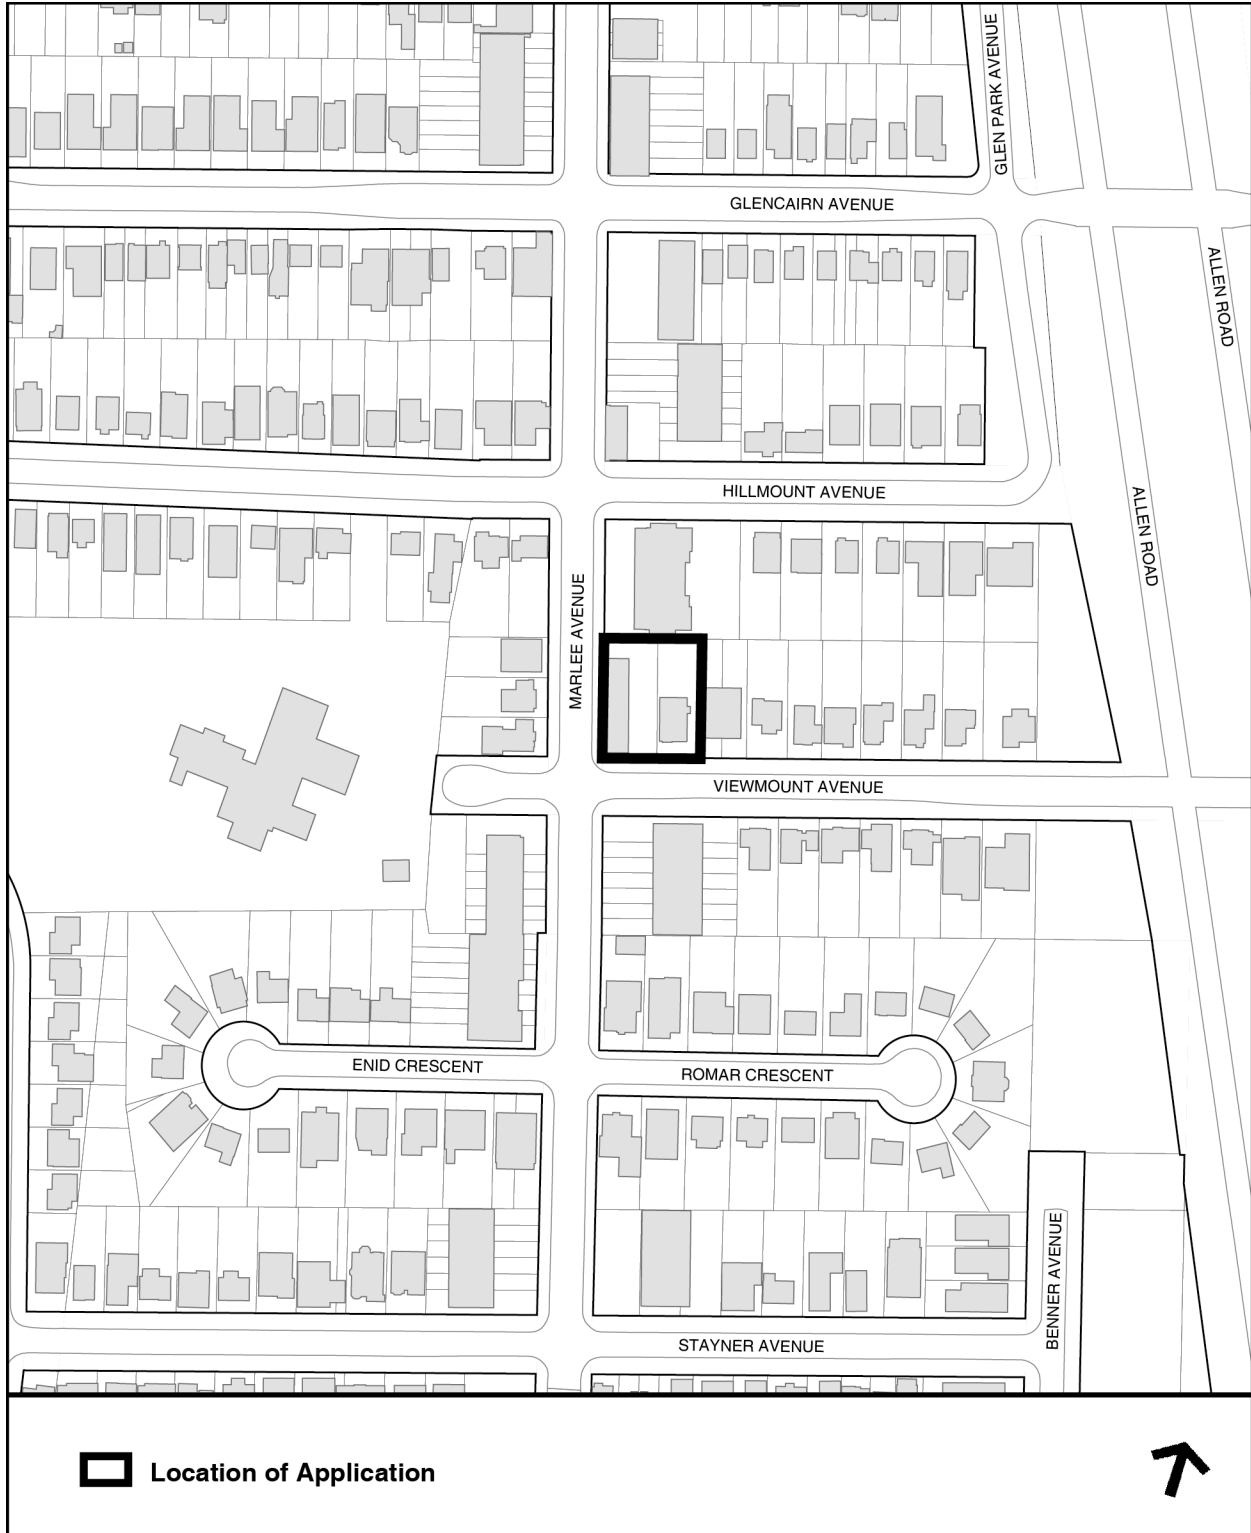 GLEN PARK AVENUE
GLENCAIRN AVENUE
ALLEN ROAD
HILLMOUNT AVENUE
ALLEN ROAD
MARLEE AVENUE
VIEWMOUNT AVENUE
ENID CRESCENT
ROMAR CRESCENT
BENNER AVENUE
STAYNER AVENUE
Location of Application